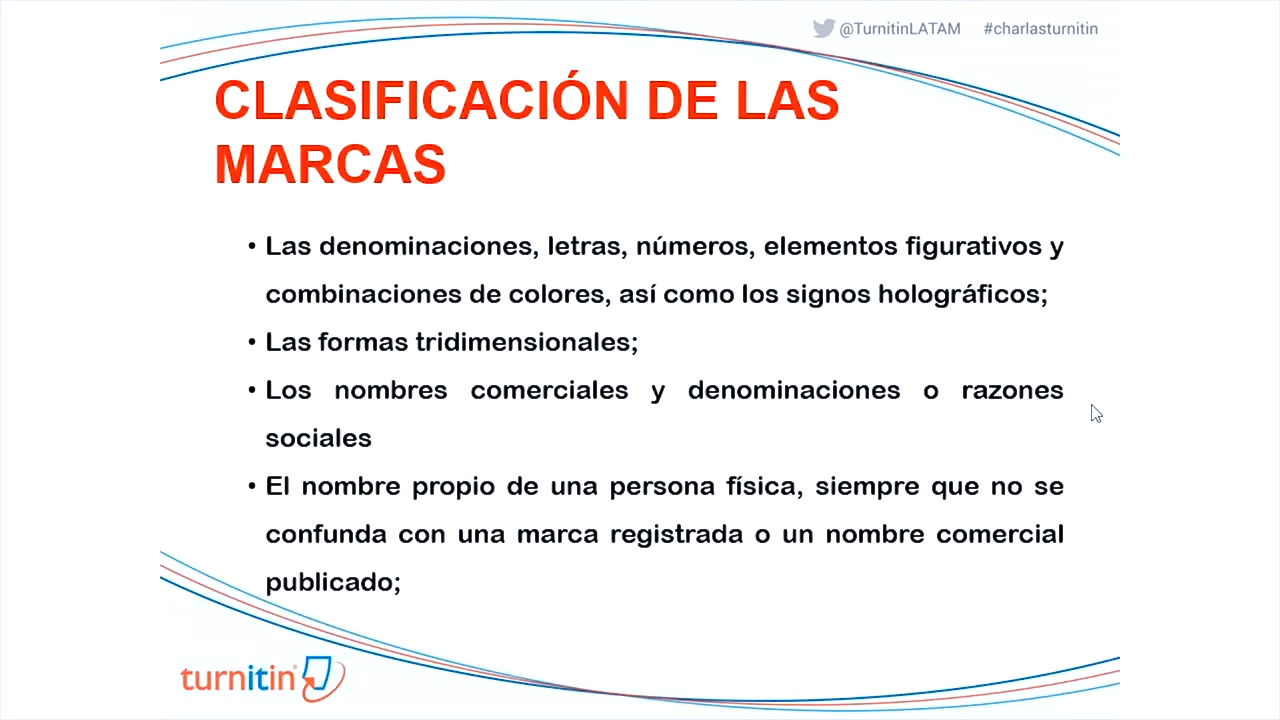 @TurnitinLATAM #charlasturnitin
CLASIFICACIÓN DE LAS
MARCAS
• Las denominaciones, letras, números, elementos figurativos y
combinaciones de colores, así como los signos holográficos;
• Las formas tridimensionales;
• Los nombres comerciales y denominaciones o razones
sociales
• El nombre propio de una persona física, siempre que no se
confunda con una marca registrada o un nombre comercial
publicado;
turnitin